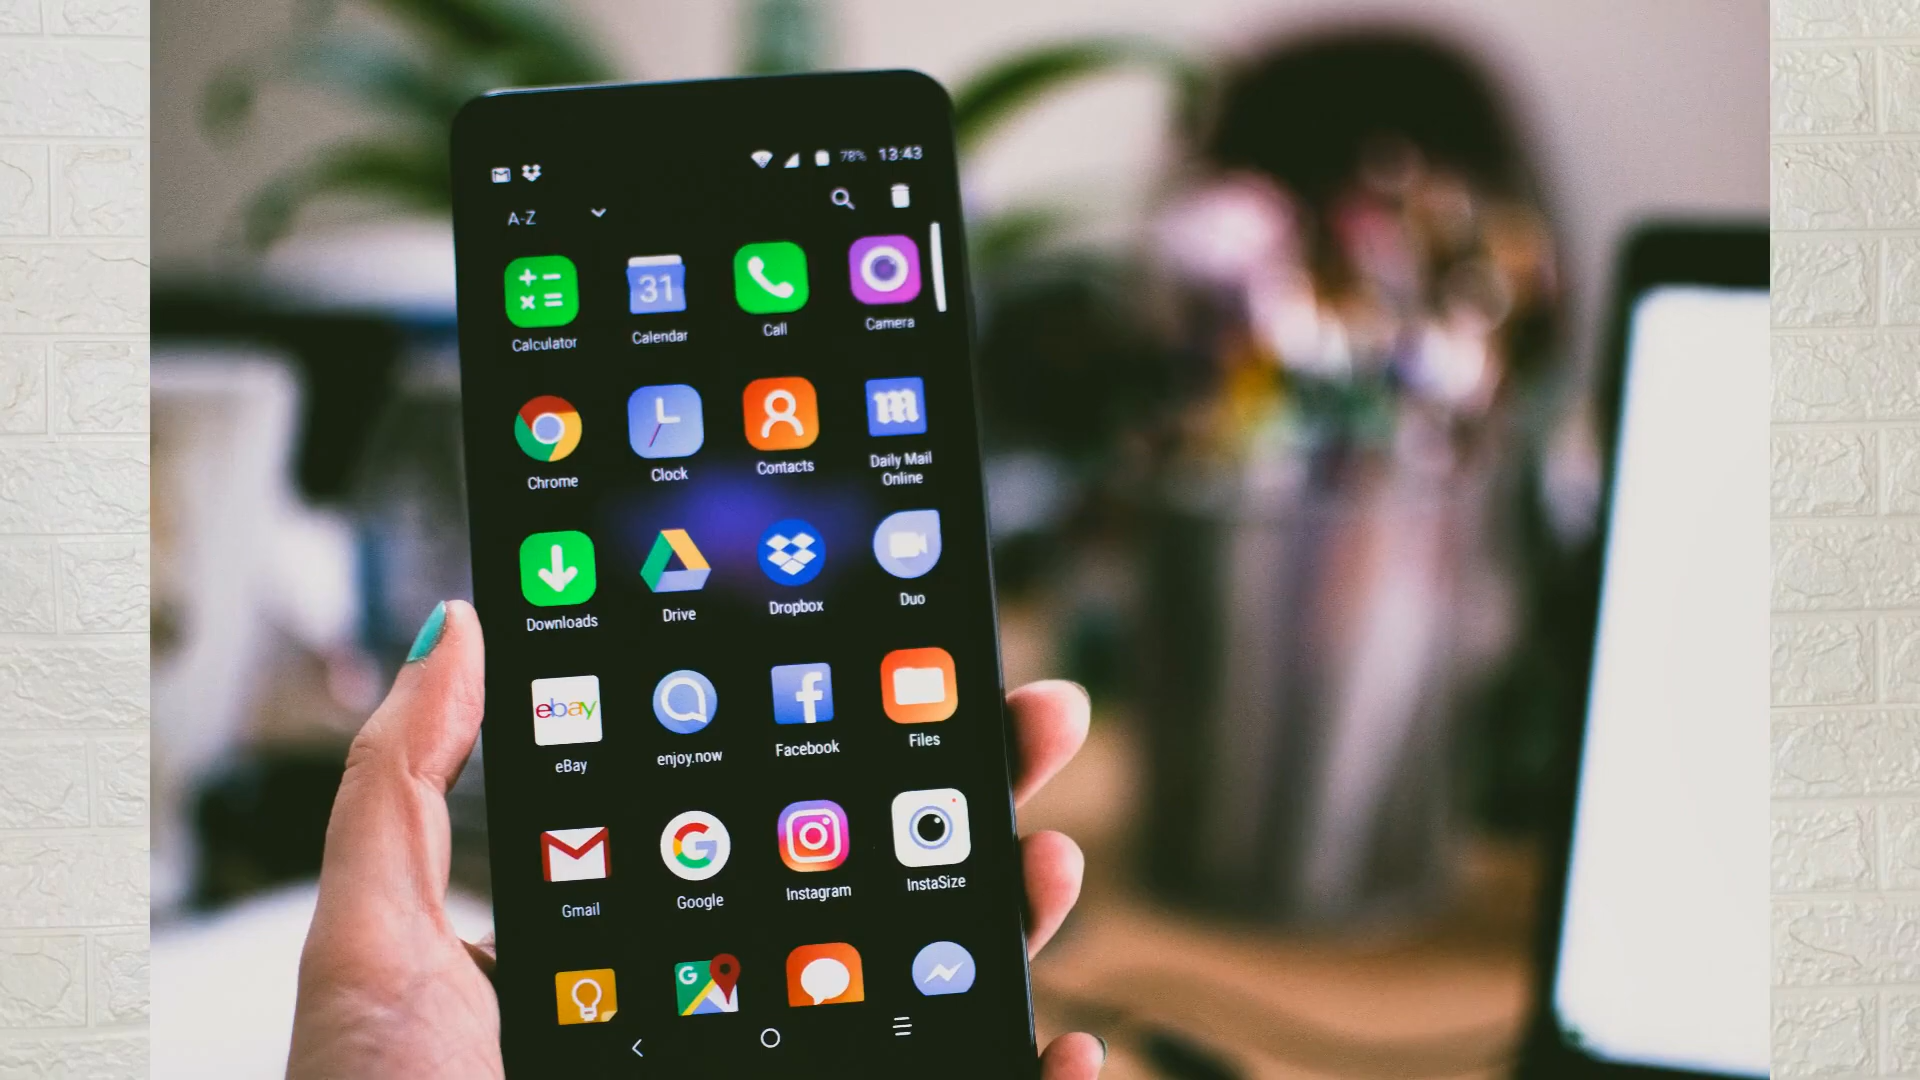 78% 13:43
A-Z
31
Calculator Calendar Call Camera
m
Chrome Clock Contacts Daily Mail
Online
Downloads Drive Dropbox Duo
ebay
eBay enjoy.now Facebook Files
Gmail Google Instagram InstaSize
G